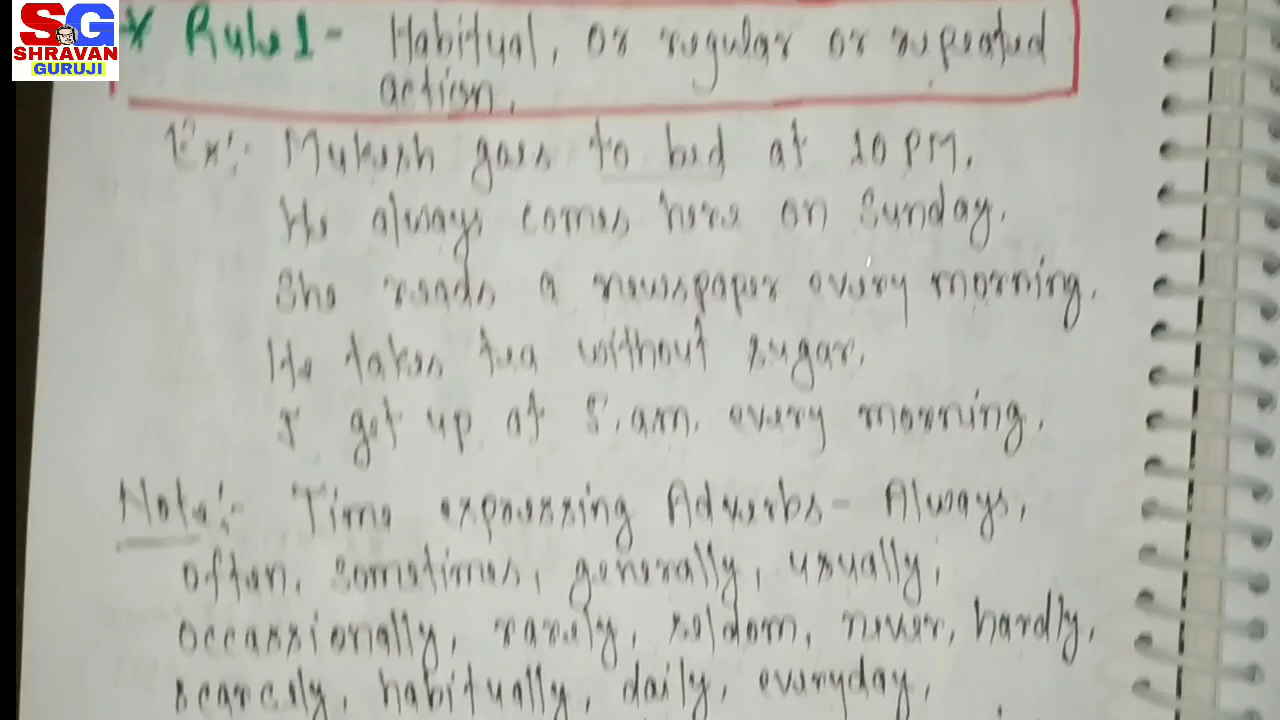 SG
SHRAVAN
GURUJI
* Rule 1- Habitual, or regular or repeated
action.
Ex:- Mukesh goes to bed at 10 PM.
He always comes here on Sunday.
She reads a newspaper every morning.
He takes tea without sugar.
I get up at 5.am. every morning.
Note:- Time expressing Adverbs- Always,
often, sometimes, generally, usually,
occassionally, rarely, seldom, never, hardly,
scarcely, habitually, daily, everyday,